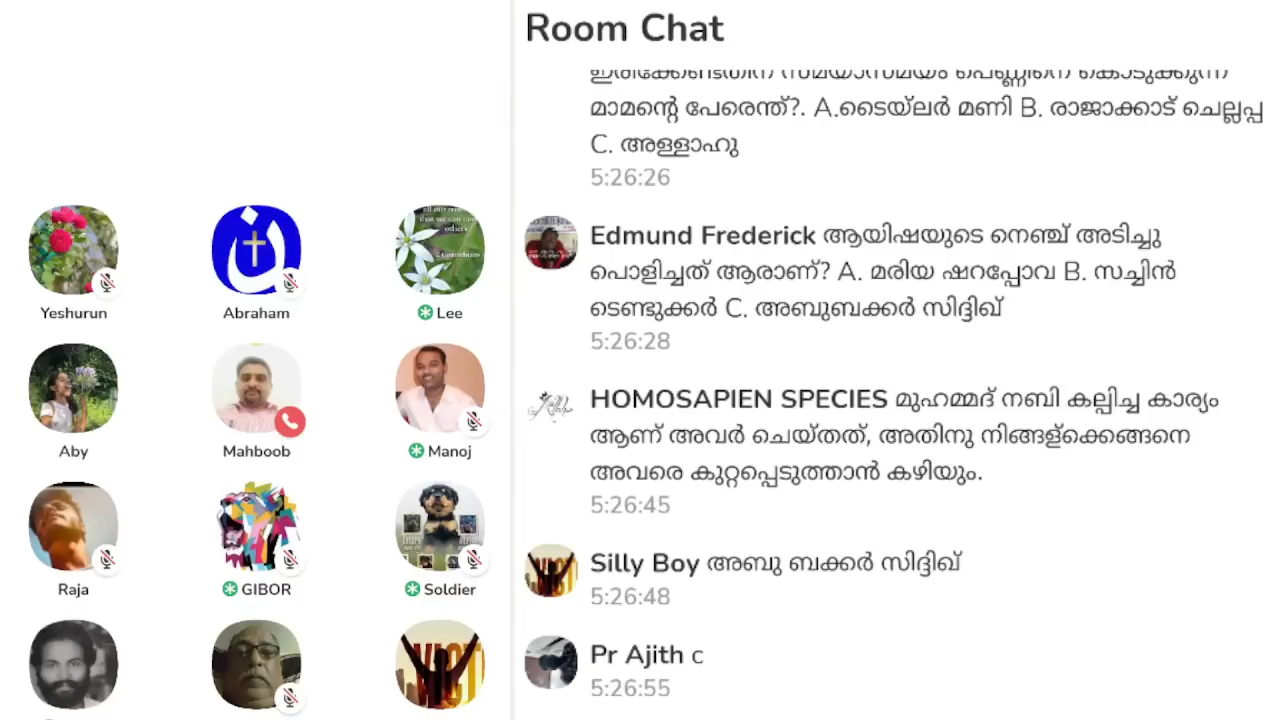 Room Chat
മാമന്റെ പേരെന്ത്?. A.ടൈയ്ലർ മണി B. രാജാക്കാട് ചെല്ലപ്പ
C. അള്ളാഹു
5:26:26
Edmund Frederick ആയിഷയുടെ നെഞ്ച് അടിച്ചു
പൊളിച്ചത് ആരാണ്? A. മരിയ ഷറപ്പോവ B. സച്ചിൻ
ടെണ്ടുക്കർ C. അബുബക്കർ സിദ്ദിഖ്
5:26:28
HOMOSAPIEN SPECIES മുഹമ്മദ് നബി കല്പിച്ച കാര്യം
ആണ് അവർ ചെയ്തത്, അതിനു നിങ്ങള്ക്കെങ്ങനെ
അവരെ കുറ്റപ്പെടുത്താൻ കഴിയും.
5:26:45
Silly Boy അബു ബക്കർ സിദ്ദിഖ്
5:26:48
Pr Ajith c
5:26:55
Yeshurun
Abraham
Lee
Aby
Mahboob
Manoj
Raja
GIBOR
Soldier